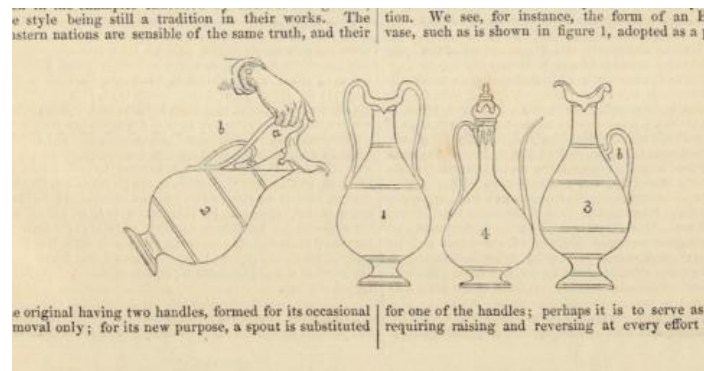 style being still a tradition in their works. The
nations are sensible of the same truth, and their
tion. We see, for instance, the form of an
vase, such as is shown in figure 1, adopted as a
b a
2 1 4 3 b
original having two handles, formed for its occasional
moval only; for its new purpose, a spout is substituted
for one of the handles; perhaps it is to serve as
requiring raising and reversing at every effort